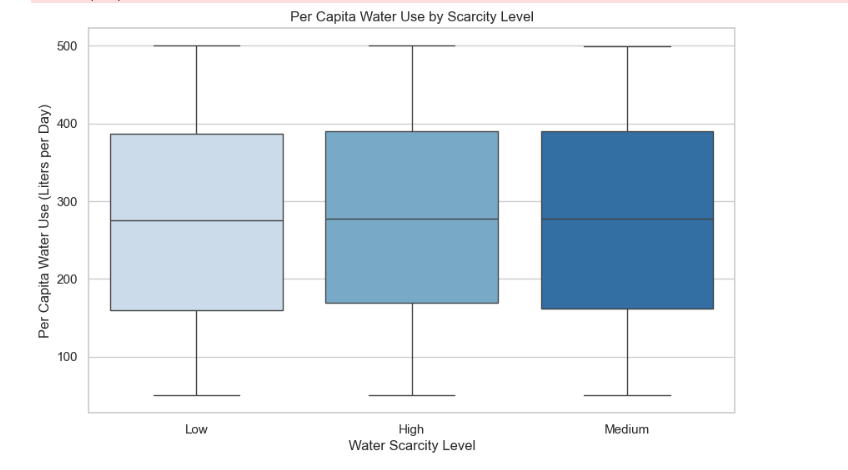 Per Capita Water Use by Scarcity Level
Per Capita Water Use (Liters per Day)
500
400
300
200
100
Low High Medium
Water Scarcity Level